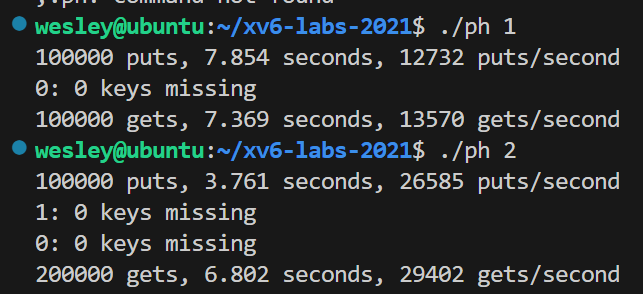 wesley@ubuntu:~/xv6-labs-2021$ ./ph 1
100000 puts, 7.854 seconds, 12732 puts/second
0: 0 keys missing
100000 gets, 7.369 seconds, 13570 gets/second
wesley@ubuntu:~/xv6-labs-2021$ ./ph 2
100000 puts, 3.761 seconds, 26585 puts/second
1: 0 keys missing
0: 0 keys missing
200000 gets, 6.802 seconds, 29402 gets/second